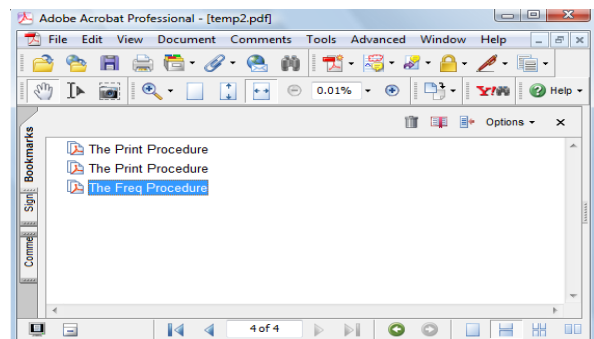 Adobe Acrobat Professional - [temp2.pdf]
File Edit View Document Comments Tools Advanced Window Help
0.01% Y! Help
Options
Bookmarks
The Print Procedure
The Print Procedure
The Freq Procedure
Sign
Comme
4 of 4